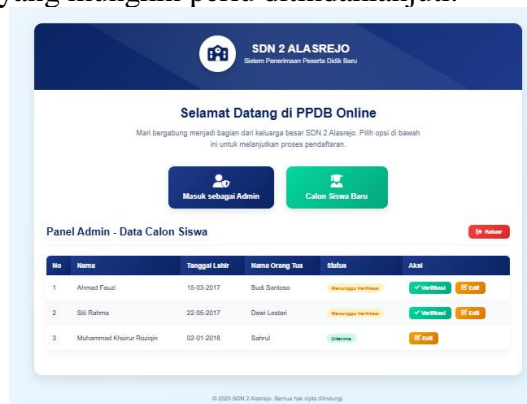 yang mungkin perlu ditindaklanjuti.
SDN 2 ALASREJO
Sistem Penerimaan Peserta Didik Baru
Selamat Datang di PPDB Online
Mari bergabung menjadi bagian dari keluarga besar SDN 2 Alasrejo. Pilih opsi di bawah
ini untuk melanjutkan proses pendaftaran.
Masuk sebagai Admin
Calon Siswa Baru
Panel Admin - Data Calon Siswa
Keluar
No Nama Tanggal Lahir Nama Orang Tua Status Aksi
1 Ahmad Fauzi 15-03-2017 Budi Santoso Menunggu Verifikasi Verifikasi Edit
2 Siti Rahma 22-05-2017 Dewi Lestari Menunggu Verifikasi Verifikasi Edit
3 Muhammad Khoirur Roziqin 02-01-2018 Sahrul Diterima Edit
© 2025 SDN 2 Alasrejo. Semua hak cipta dilindungi.